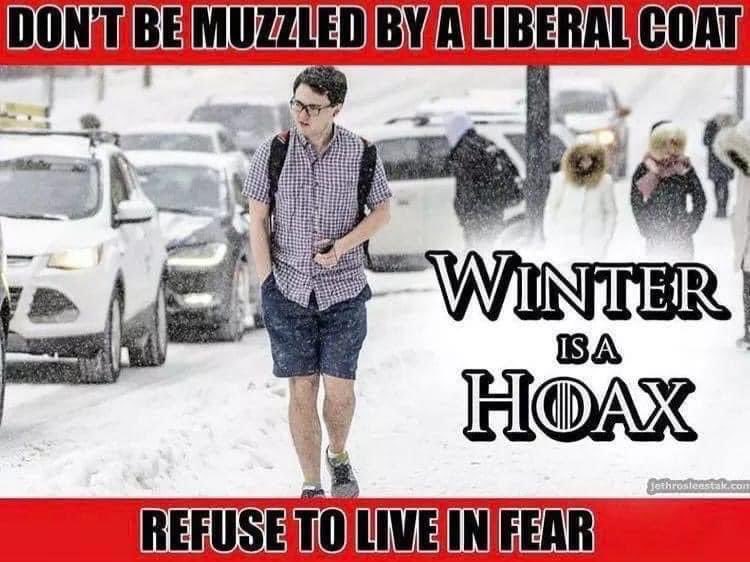 DON'T BE MUZZLED BY A LIBERAL COAT
WINTER
IS A
HOAX
jethrosleestak.com
REFUSE TO LIVE IN FEAR